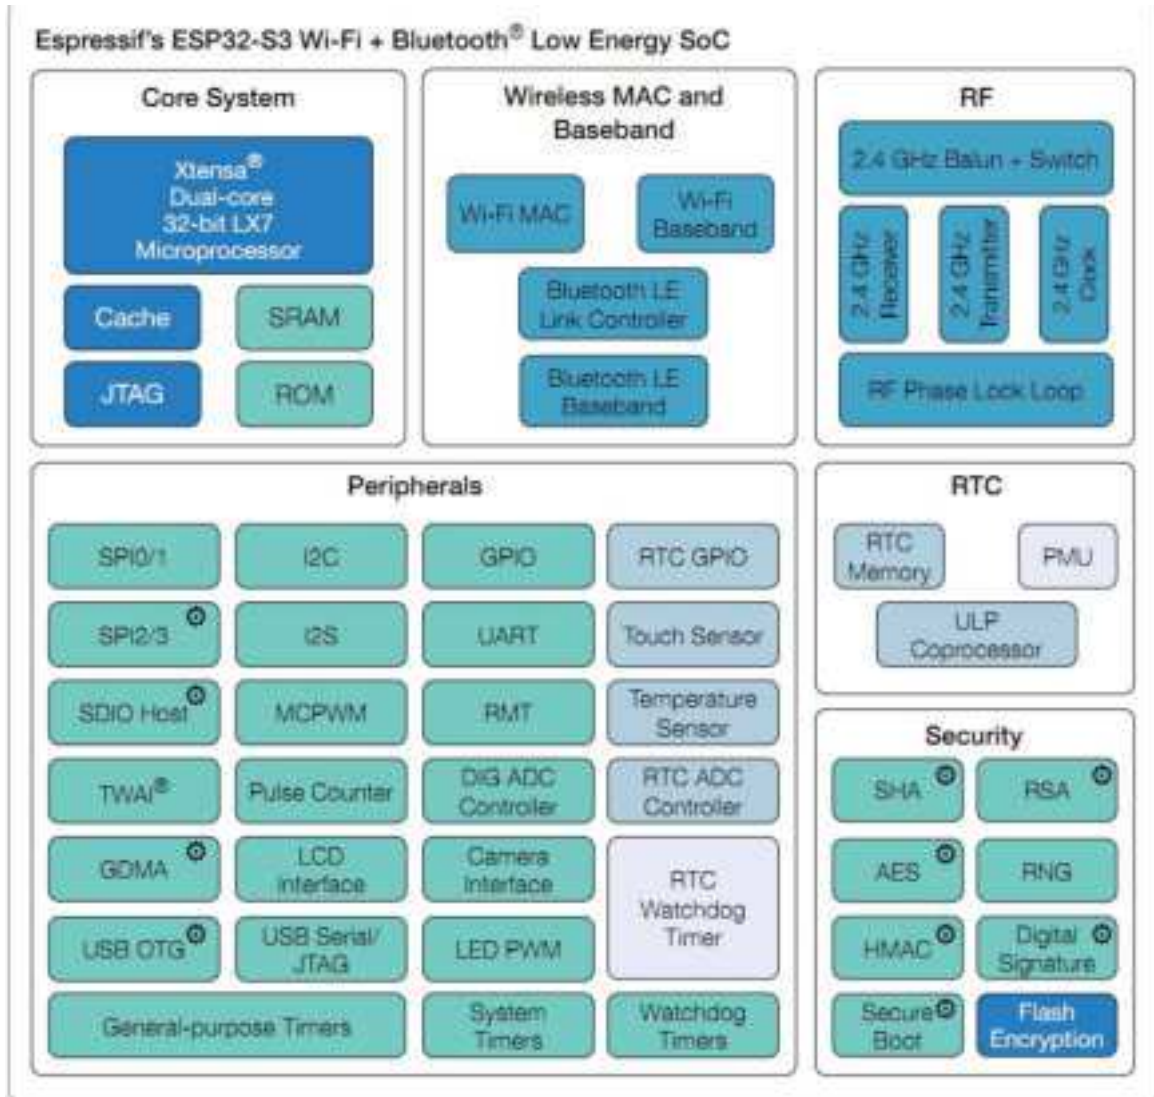 Espressif's ESP32-S3 Wi-Fi + Bluetooth® Low Energy SoC
Core System
Xtensa®
Dual-core
32-bit LX7
Microprocessor
Cache
SRAM
JTAG
ROM
Wireless MAC and
Baseband
Wi-Fi MAC
Wi-Fi
Baseband
Bluetooth LE
Link Controller
Bluetooth LE
Baseband
RF
2.4 GHz Balun + Switch
2.4 GHz
Receiver
2.4 GHz
Transmitter
2.4 GHz
Clock
RF Phase Lock Loop
Peripherals
SPI0/1
I2C
GPIO
RTC GPIO
SPI2/3
I2S
UART
Touch Sensor
SDIO Host
MCPWM
RMT
Temperature
Sensor
TWAI®
Pulse Counter
DIG ADC
Controller
RTC ADC
Controller
GDMA
LCD
Interface
Camera
Interface
RTC
Watchdog
Timer
USB OTG
USB Serial/
JTAG
LED PWM
General-purpose Timers
System
Timers
Watchdog
Timers
RTC
RTC
Memory
PMU
ULP
Coprocessor
Security
SHA
RSA
AES
RNG
HMAC
Digital
Signature
Secure
Boot
Flash
Encryption